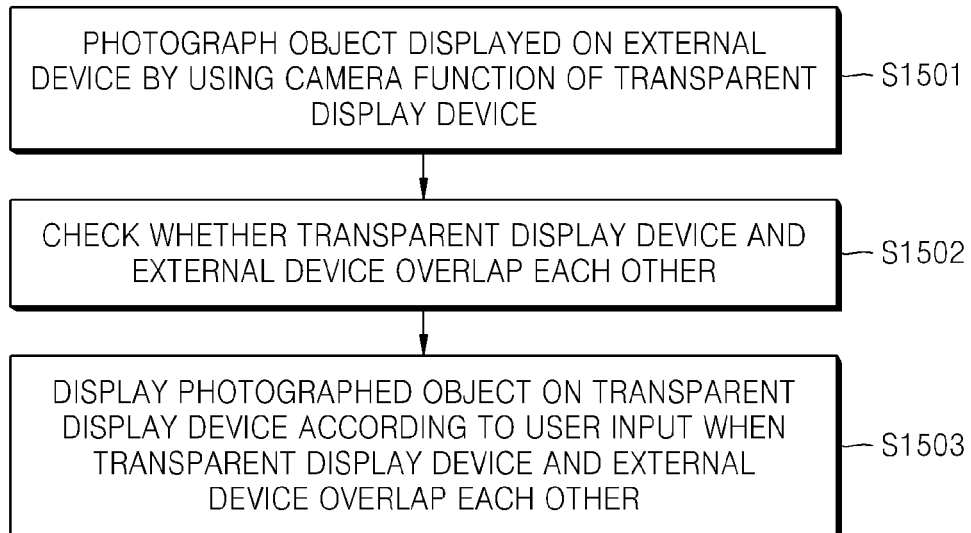 PHOTOGRAPH OBJECT DISPLAYED ON EXTERNAL
DEVICE BY USING CAMERA FUNCTION OF TRANSPARENT
DISPLAY DEVICE
S1501
CHECK WHETHER TRANSPARENT DISPLAY DEVICE AND
EXTERNAL DEVICE OVERLAP EACH OTHER
S1502
DISPLAY PHOTOGRAPHED OBJECT ON TRANSPARENT
DISPLAY DEVICE ACCORDING TO USER INPUT WHEN
TRANSPARENT DISPLAY DEVICE AND EXTERNAL
DEVICE OVERLAP EACH OTHER
S1503